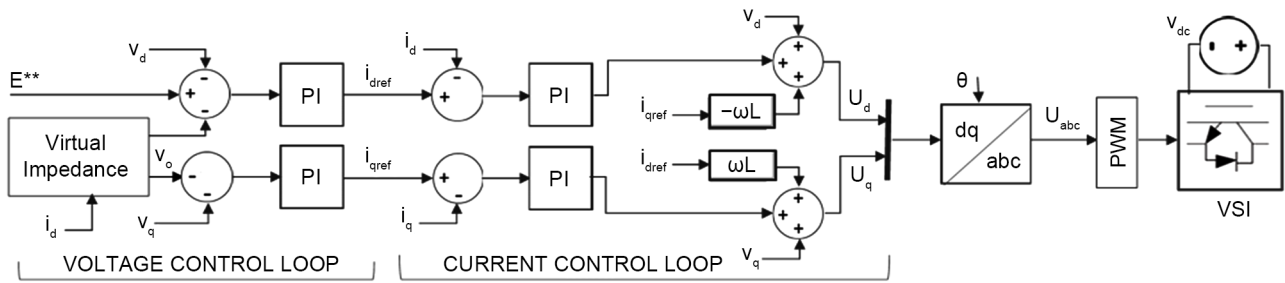 v_d
E**
Virtual
Impedance
v_o
i_d
v_q
PI
PI
i_dref
i_qref
VOLTAGE CONTROL LOOP
i_d
i_q
PI
PI
CURRENT CONTROL LOOP
v_d
i_qref
−ωL
i_dref
ωL
v_q
U_d
U_q
θ
dq
abc
U_abc
PWM
v_dc
VSI